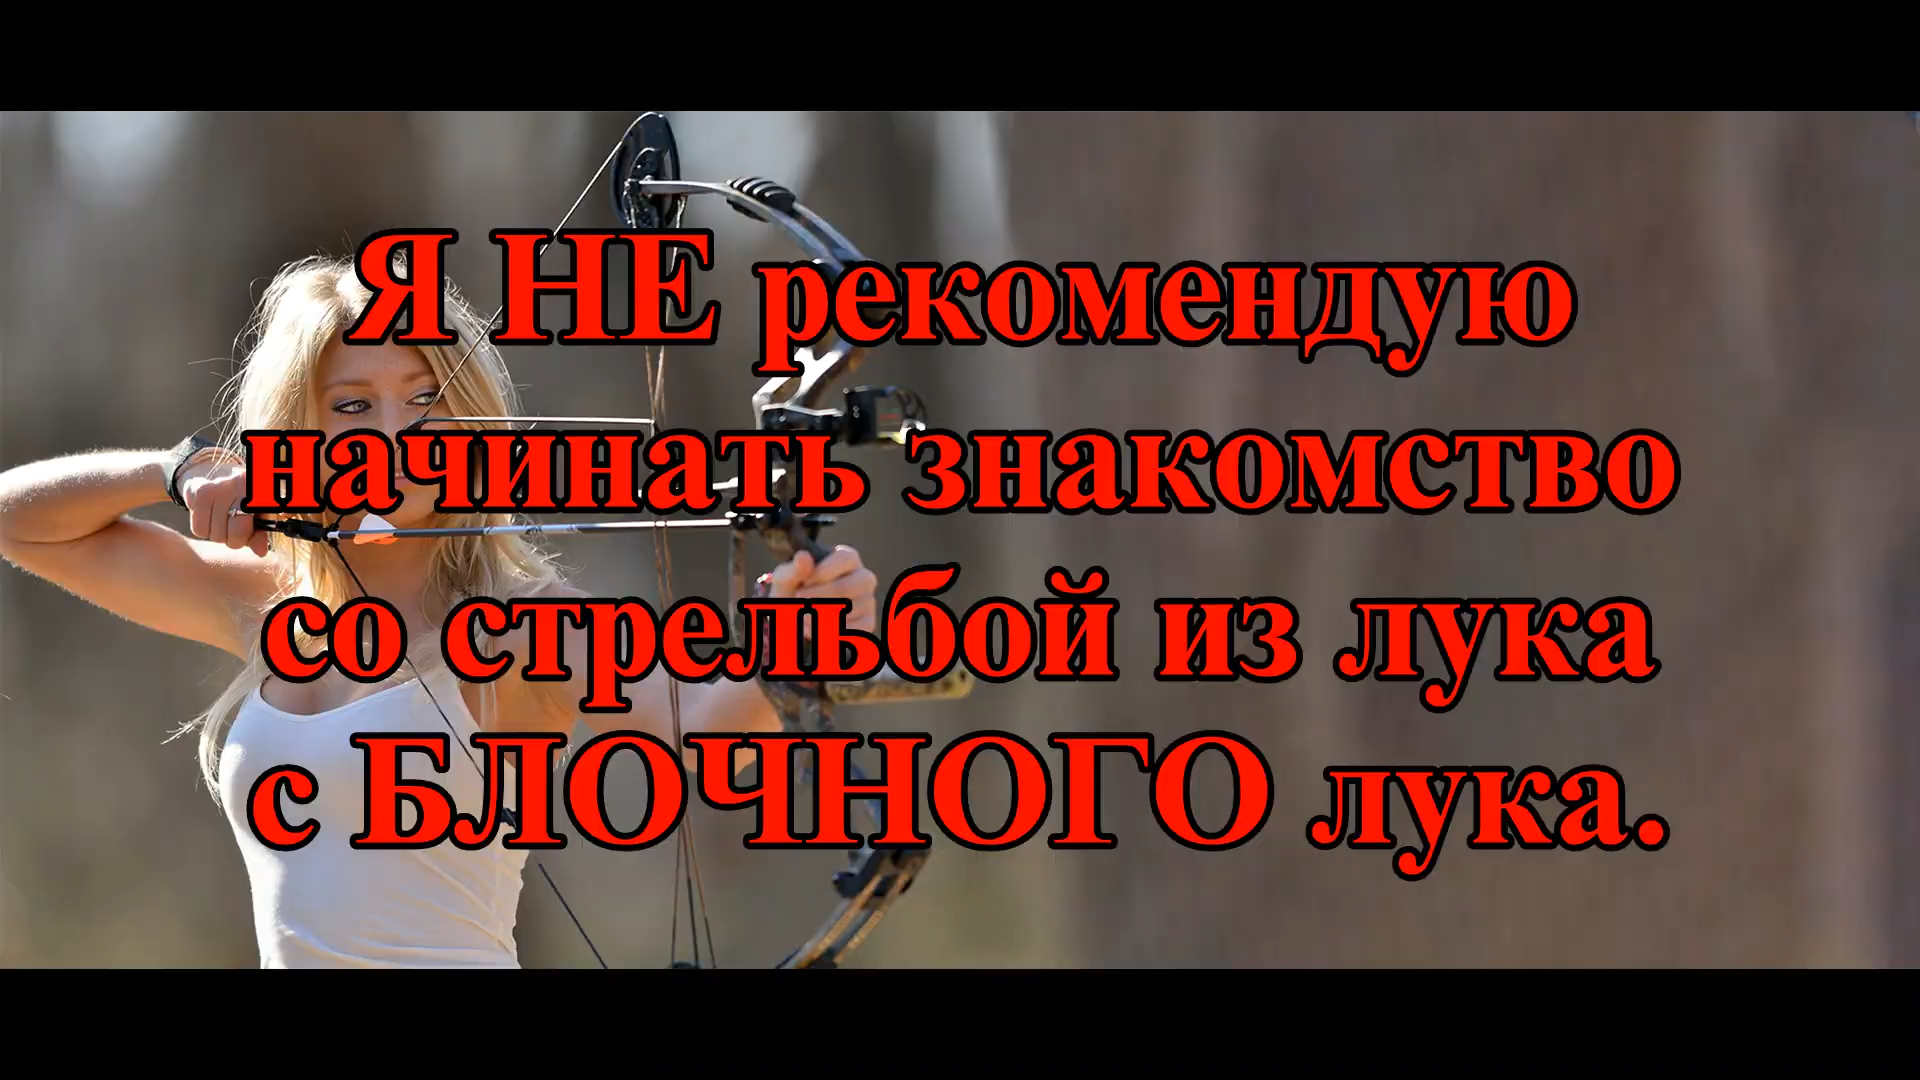 Я НЕ рекомендую
начинать знакомство
со стрельбой из лука
с БЛОЧНОГО лука.